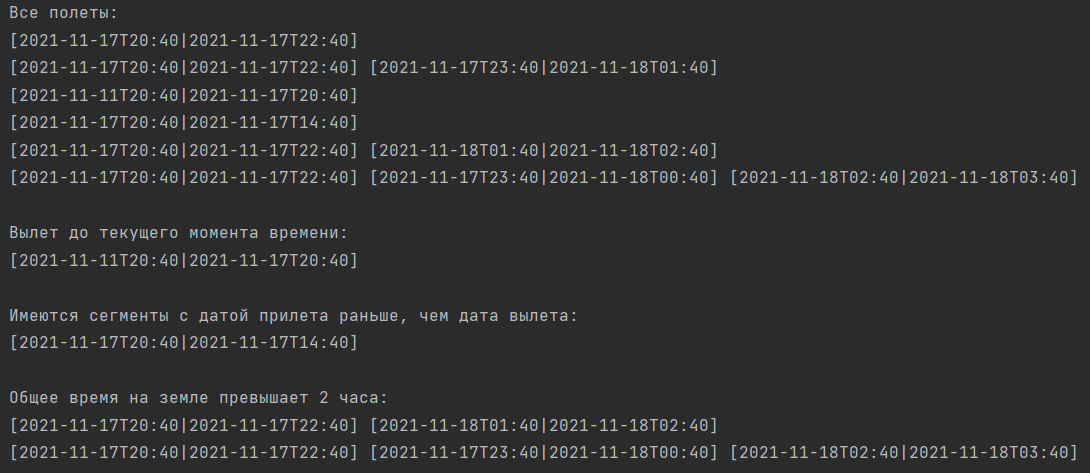 Все полеты:
[2021-11-17T20:40|2021-11-17T22:40]
[2021-11-17T20:40|2021-11-17T22:40] [2021-11-17T23:40|2021-11-18T01:40]
[2021-11-11T20:40|2021-11-17T20:40]
[2021-11-17T20:40|2021-11-17T14:40]
[2021-11-17T20:40|2021-11-17T22:40] [2021-11-18T01:40|2021-11-18T02:40]
[2021-11-17T20:40|2021-11-17T22:40] [2021-11-17T23:40|2021-11-18T00:40] [2021-11-18T02:40|2021-11-18T03:40]
Вылет до текущего момента времени:
[2021-11-11T20:40|2021-11-17T20:40]
Имеются сегменты с датой прилета раньше, чем дата вылета:
[2021-11-17T20:40|2021-11-17T14:40]
Общее время на земле превышает 2 часа:
[2021-11-17T20:40|2021-11-17T22:40] [2021-11-18T01:40|2021-11-18T02:40]
[2021-11-17T20:40|2021-11-17T22:40] [2021-11-17T23:40|2021-11-18T00:40] [2021-11-18T02:40|2021-11-18T03:40]